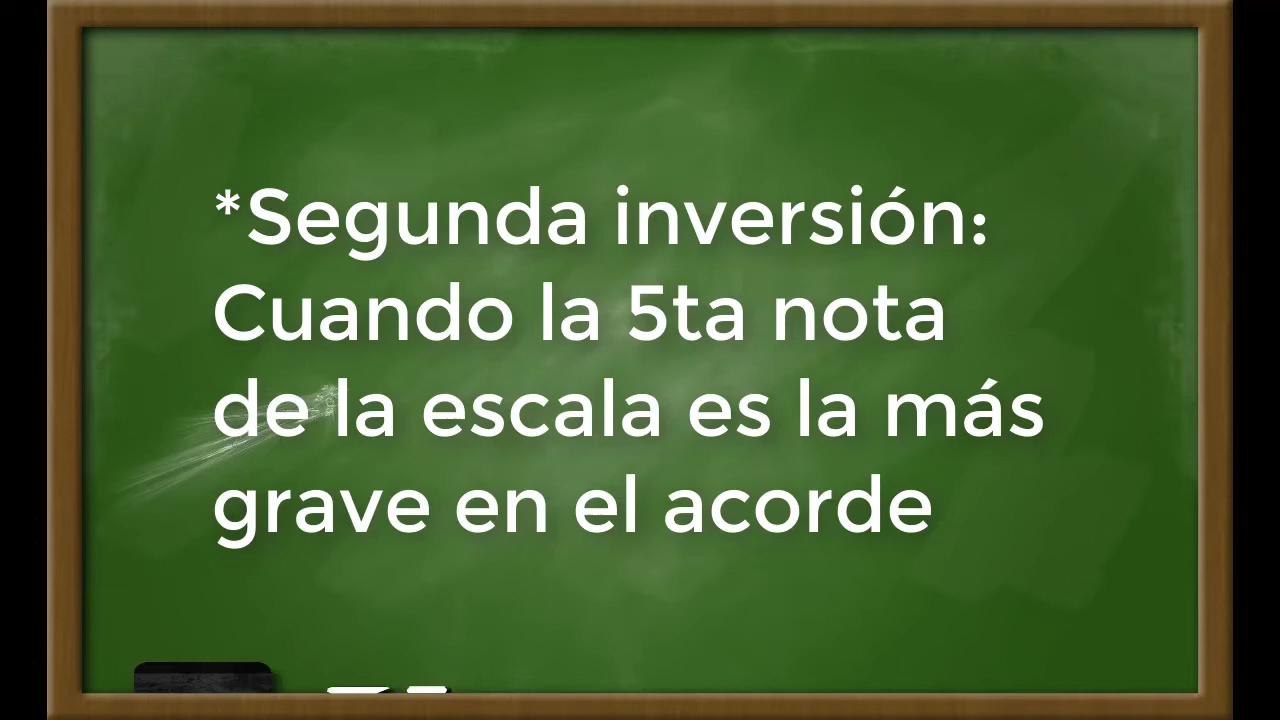 *Segunda inversión:
Cuando la 5ta nota
de la escala es la más
grave en el acorde